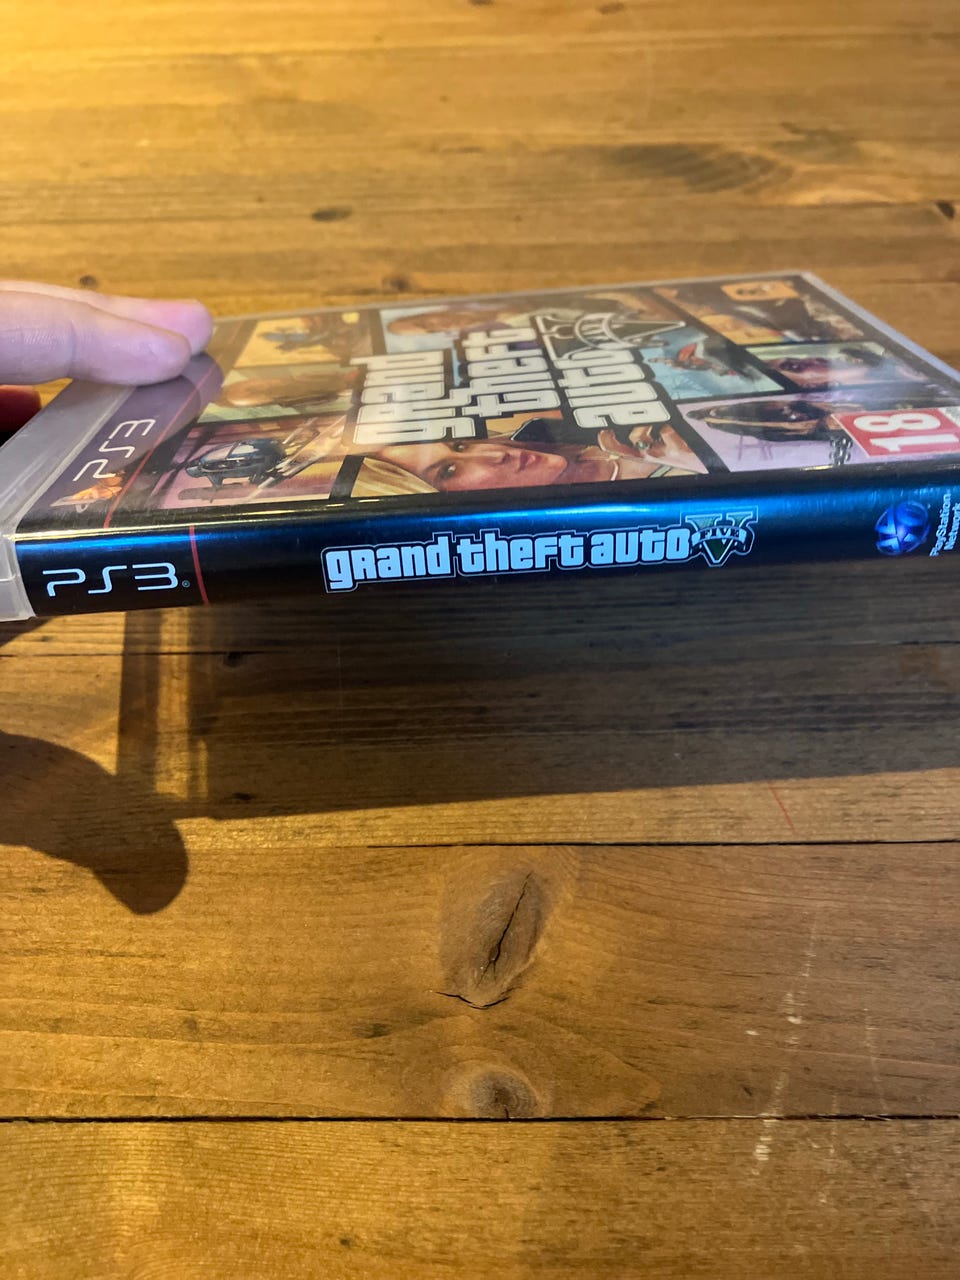 PS3
grand
theft
auto
V
18
PS3®
grand theft auto V
FIVE
PlayStation
Network